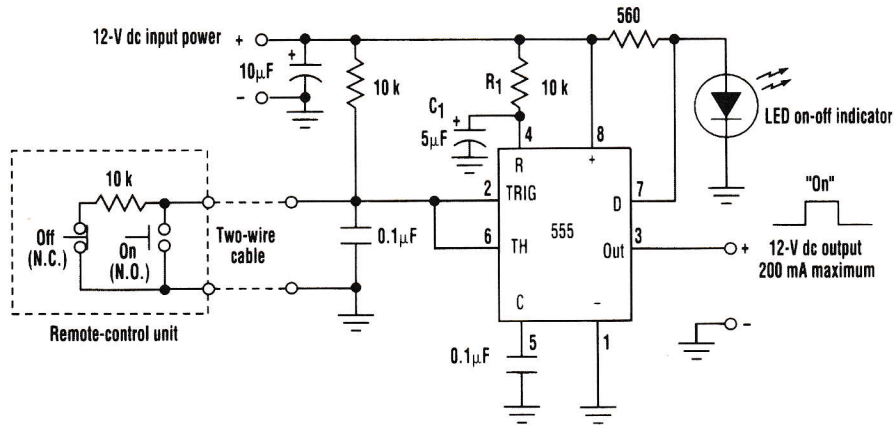 560
12-V dc input power
+
+
10µF
-
10 k
R1
10 k
C1
+
5µF
LED on-off indicator
4
8
R
+
10 k
2
TRIG
D
7
"On"
Off
(N.C.)
On
(N.O.)
Two-wire
cable
0.1µF
6
TH
555
Out
3
+
12-V dc output
200 mA maximum
C
-
-
Remote-control unit
0.1µF
5
1